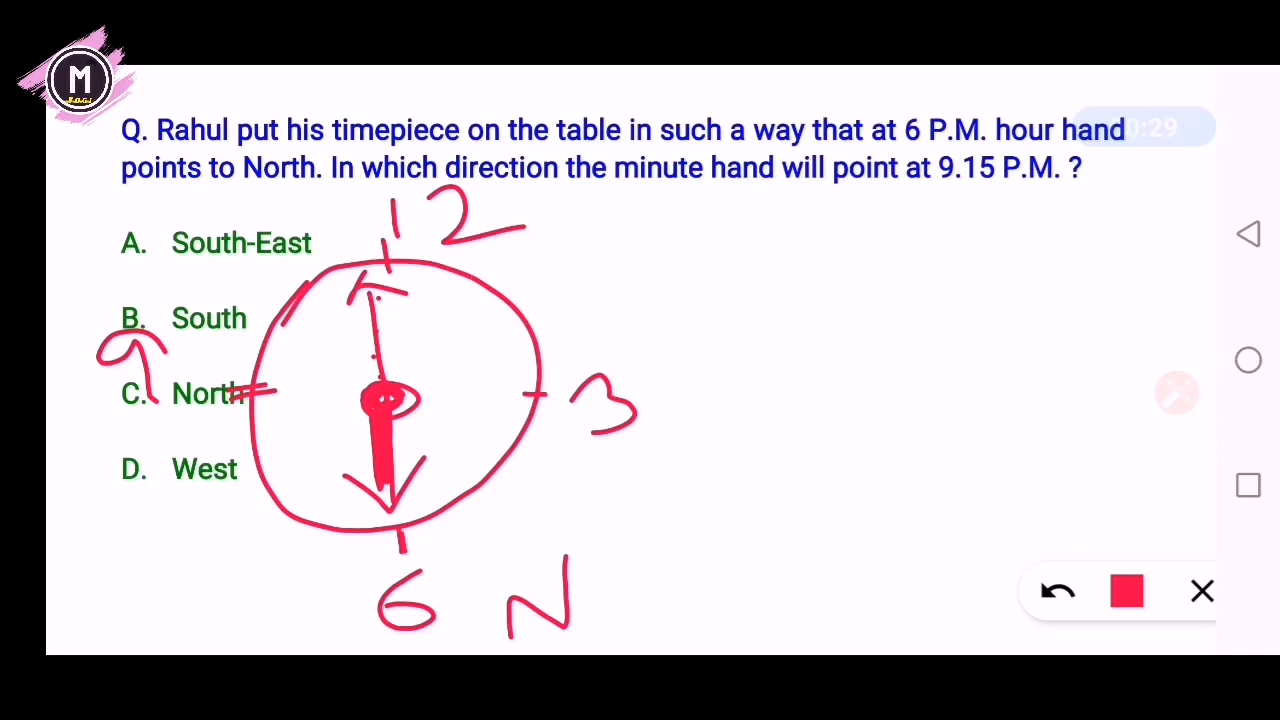 M
Q. Rahul put his timepiece on the table in such a way that at 6 P.M. hour hand
points to North. In which direction the minute hand will point at 9.15 P.M. ?
12
A. South-East
B. South
9
C. North
3
D. West
6 N